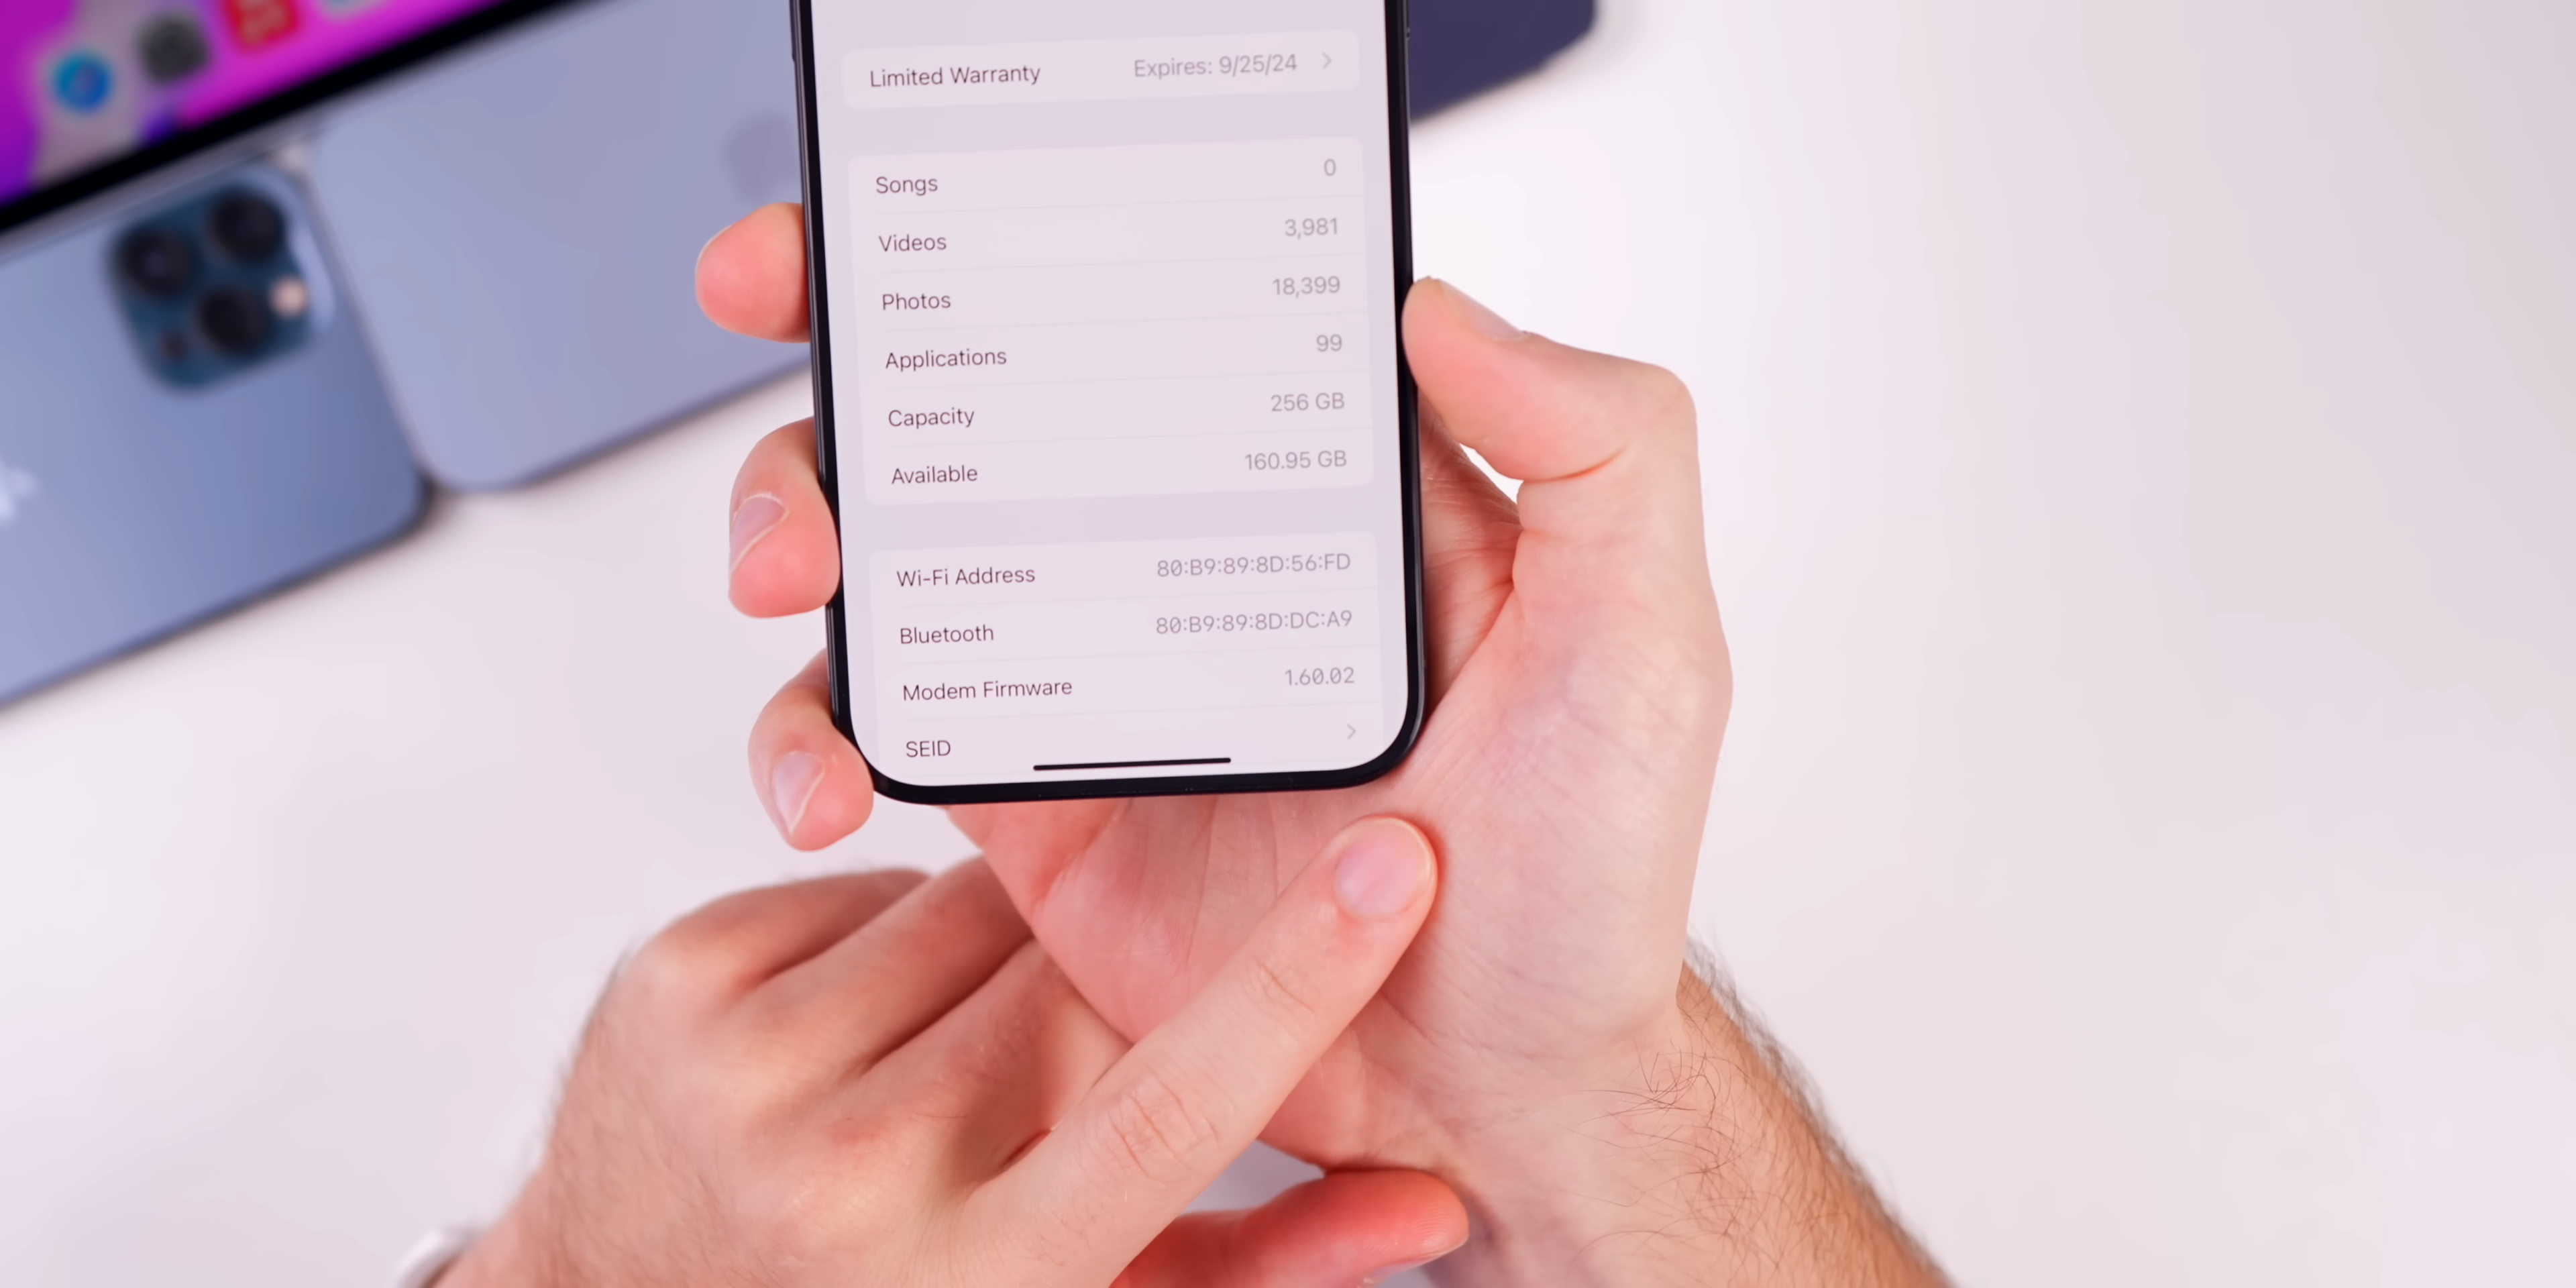 Limited Warranty Expires: 9/25/24
Songs 0
Videos 3,981
Photos 18,399
Applications 99
Capacity 256 GB
Available 160.95 GB
Wi-Fi Address 80:B9:89:8D:56:FD
Bluetooth 80:B9:89:8D:DC:A9
Modem Firmware 1.60.02
SEID